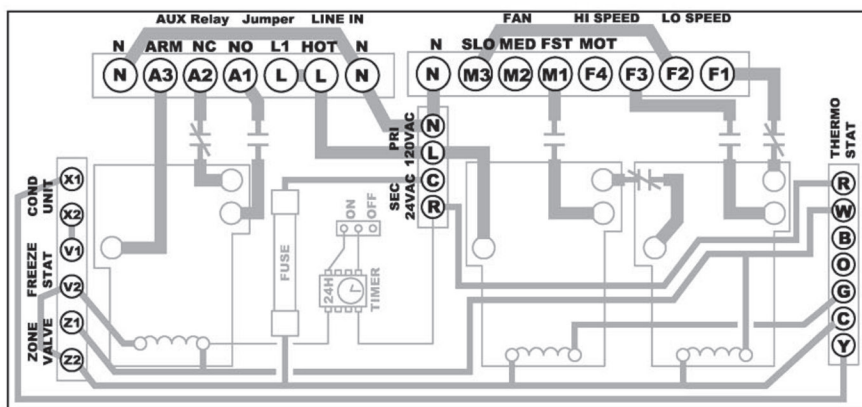 AUX Relay Jumper LINE IN
N ARM NC NO L1 HOT N
N A3 A2 A1 L L N
FAN HI SPEED LO SPEED
N SLO MED FST MOT
N M3 M2 M1 F4 F3 F2 F1
PRI
120VAC
SEC
24VAC
N
L
C
R
COND
UNIT
FREEZE
STAT
ZONE
VALVE
X1
X2
V1
V2
Z1
Z2
FUSE
ON
OFF
24H
TIMER
THERMO
STAT
R
W
B
O
G
C
Y